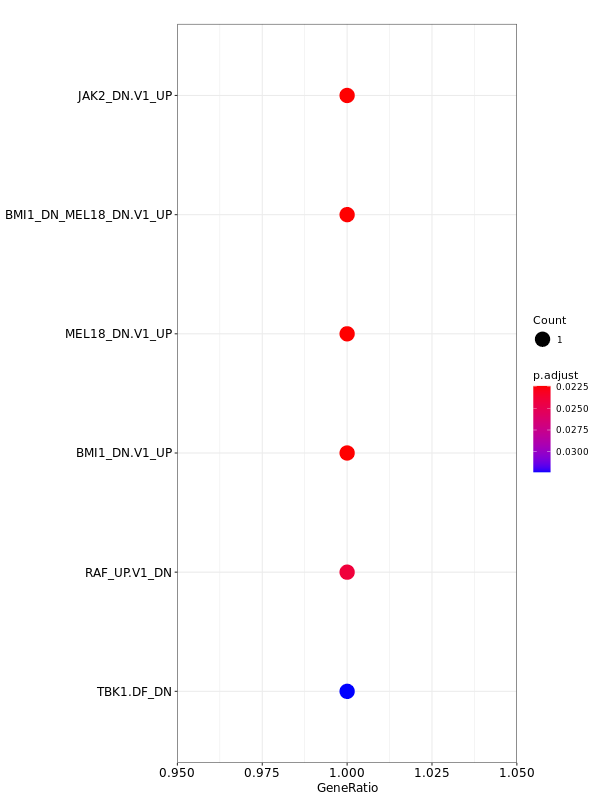 JAK2_DN.V1_UP
BMI1_DN_MEL18_DN.V1_UP
MEL18_DN.V1_UP
BMI1_DN.V1_UP
RAF_UP.V1_DN
TBK1.DF_DN
0.950 0.975 1.000 1.025 1.050
GeneRatio
Count
1
p.adjust
0.0225
0.0250
0.0275
0.0300